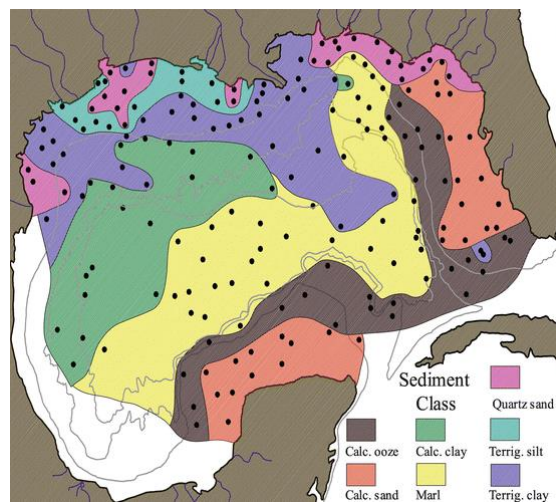 Sediment
Class
Quartz sand
Calc. ooze
Calc. clay
Terrig. silt
Calc. sand
Marl
Terrig. clay